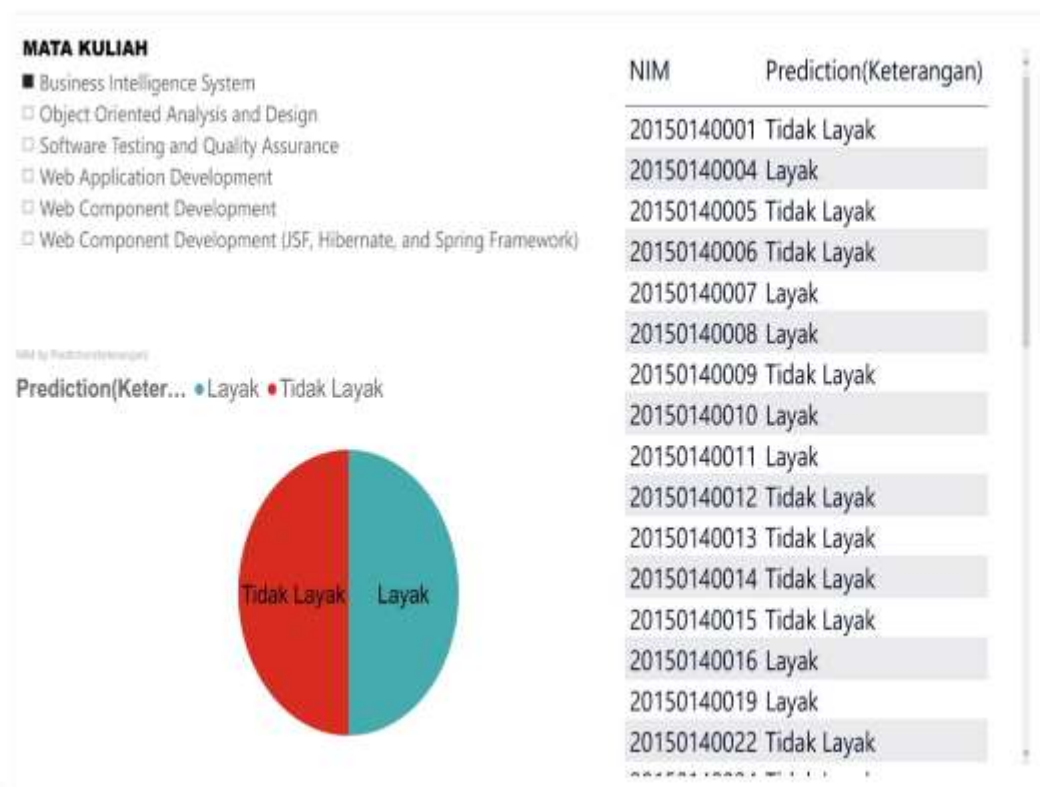 MATA KULIAH
Business Intelligence System
Object Oriented Analysis and Design
Software Testing and Quality Assurance
Web Application Development
Web Component Development
Web Component Development (JSF, Hibernate, and Spring Framework)
NIM by Prediction(Keterangan)
Prediction(Keter... Layak Tidak Layak
Tidak Layak Layak
NIM Prediction(Keterangan)
20150140001 Tidak Layak
20150140004 Layak
20150140005 Tidak Layak
20150140006 Tidak Layak
20150140007 Layak
20150140008 Layak
20150140009 Tidak Layak
20150140010 Layak
20150140011 Layak
20150140012 Tidak Layak
20150140013 Tidak Layak
20150140014 Tidak Layak
20150140015 Tidak Layak
20150140016 Layak
20150140019 Layak
20150140022 Tidak Layak